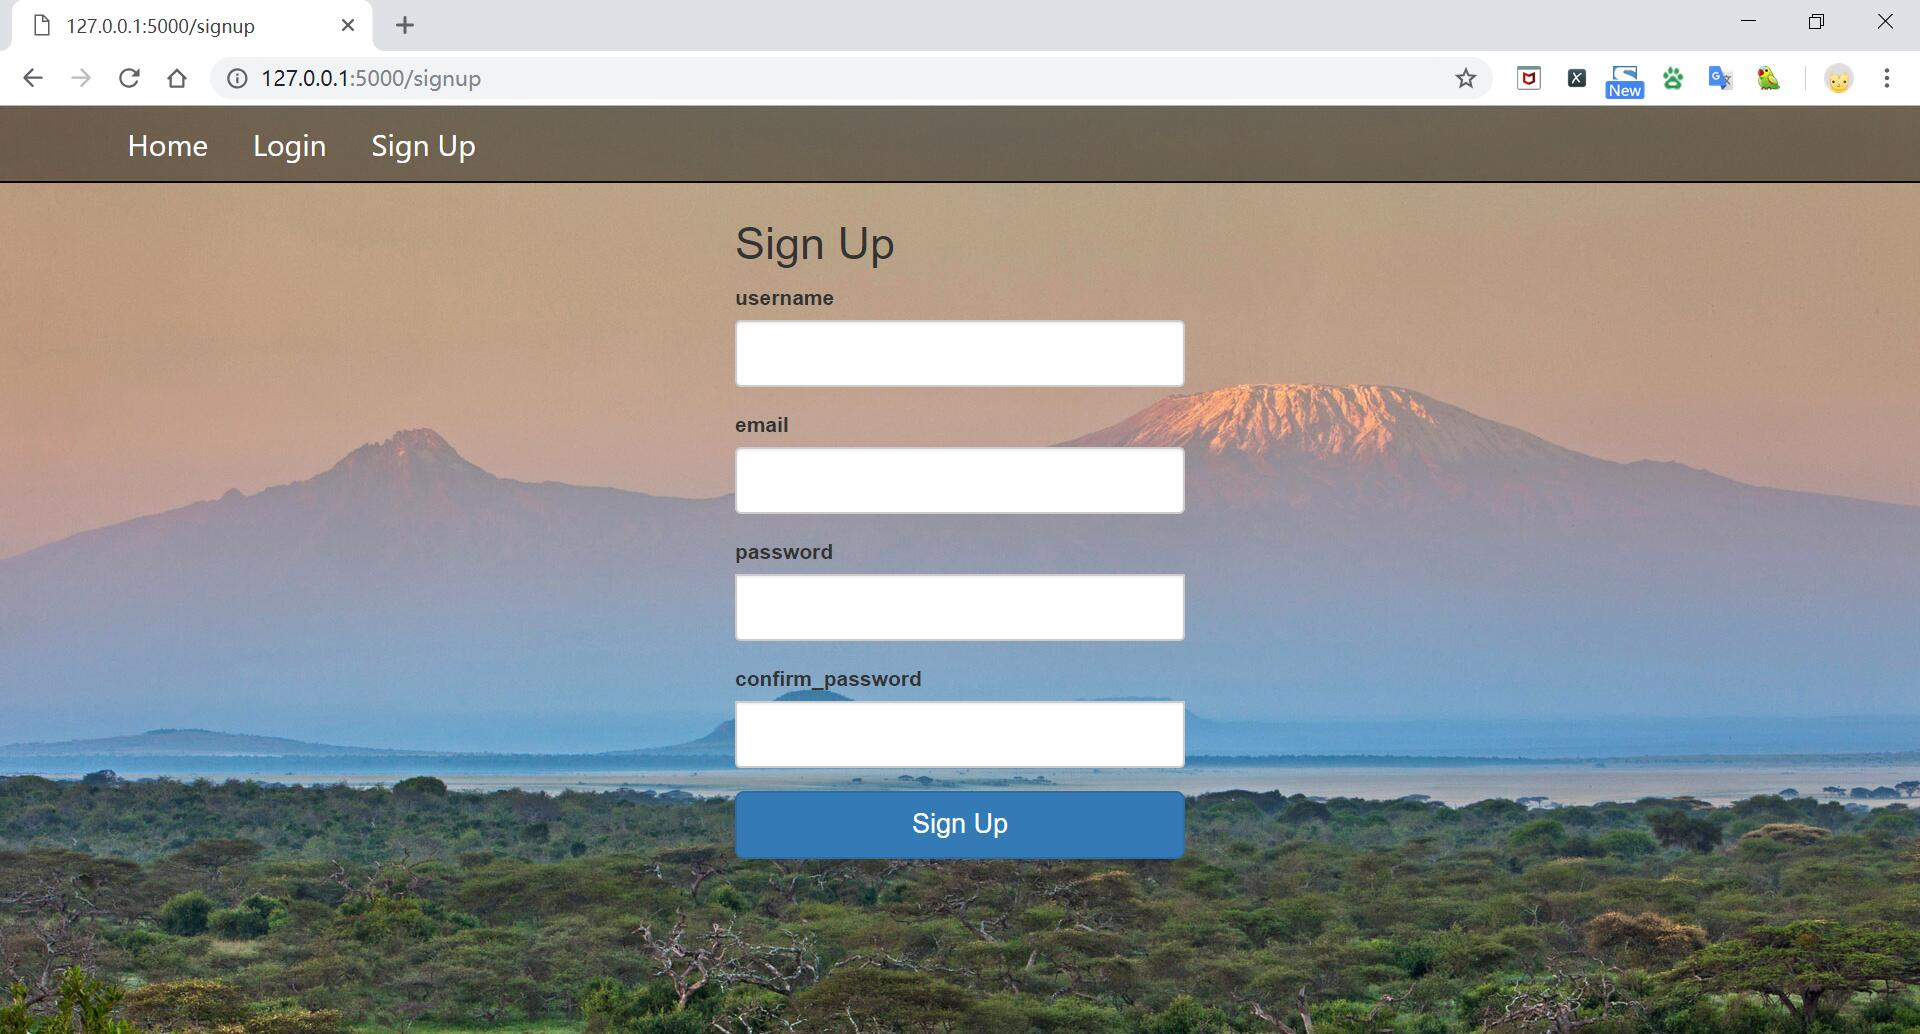 127.0.0.1:5000/signup
127.0.0.1:5000/signup
New
Home Login Sign Up
Sign Up
username
email
password
confirm_password
Sign Up